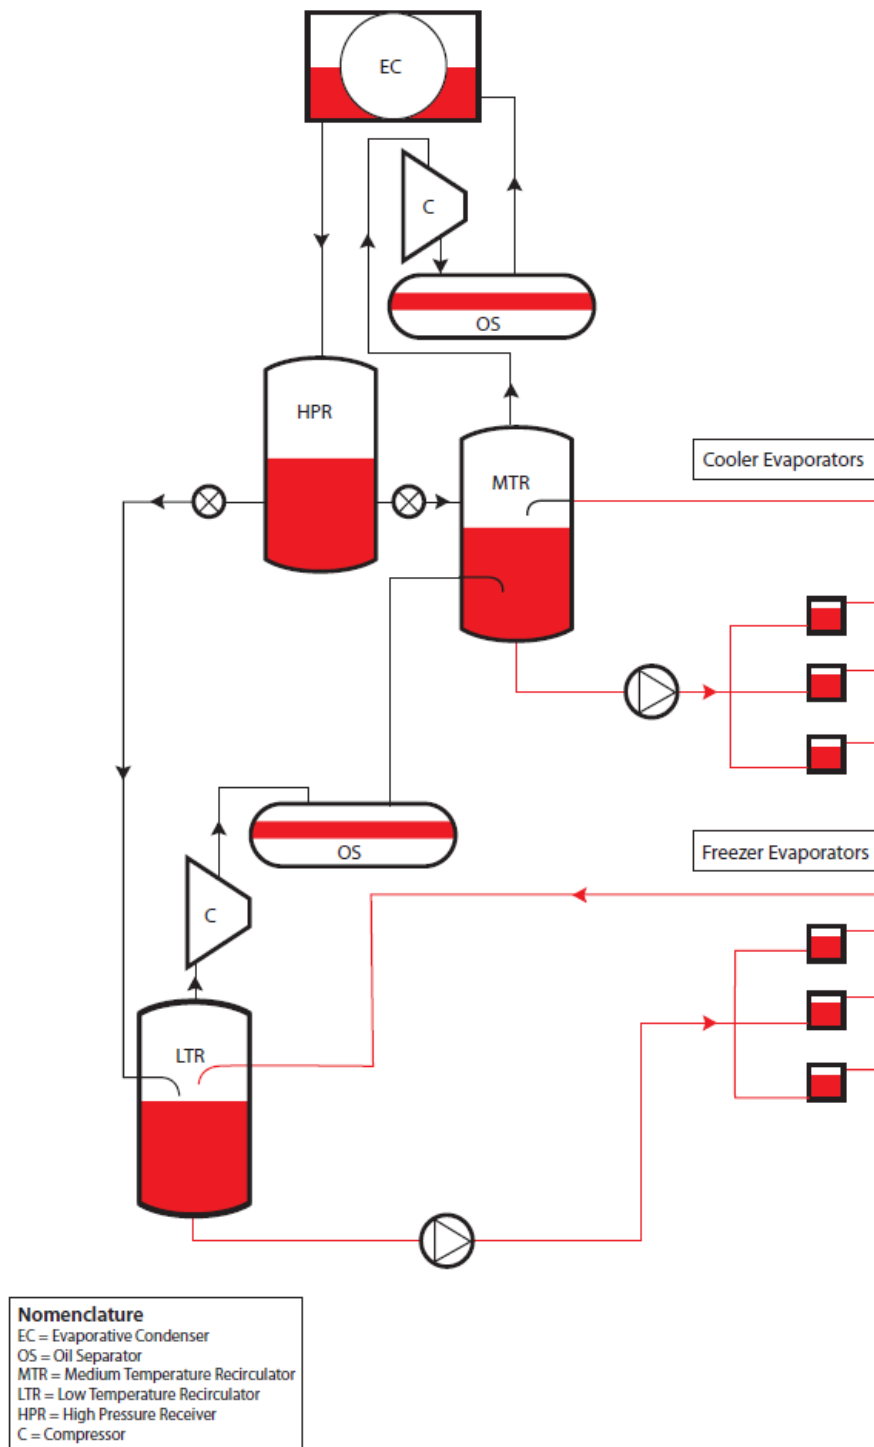 EC
C
OS
HPR
MTR
Cooler Evaporators
OS
Freezer Evaporators
C
LTR
Nomenclature
EC = Evaporative Condenser
OS = Oil Separator
MTR = Medium Temperature Recirculator
LTR = Low Temperature Recirculator
HPR = High Pressure Receiver
C = Compressor